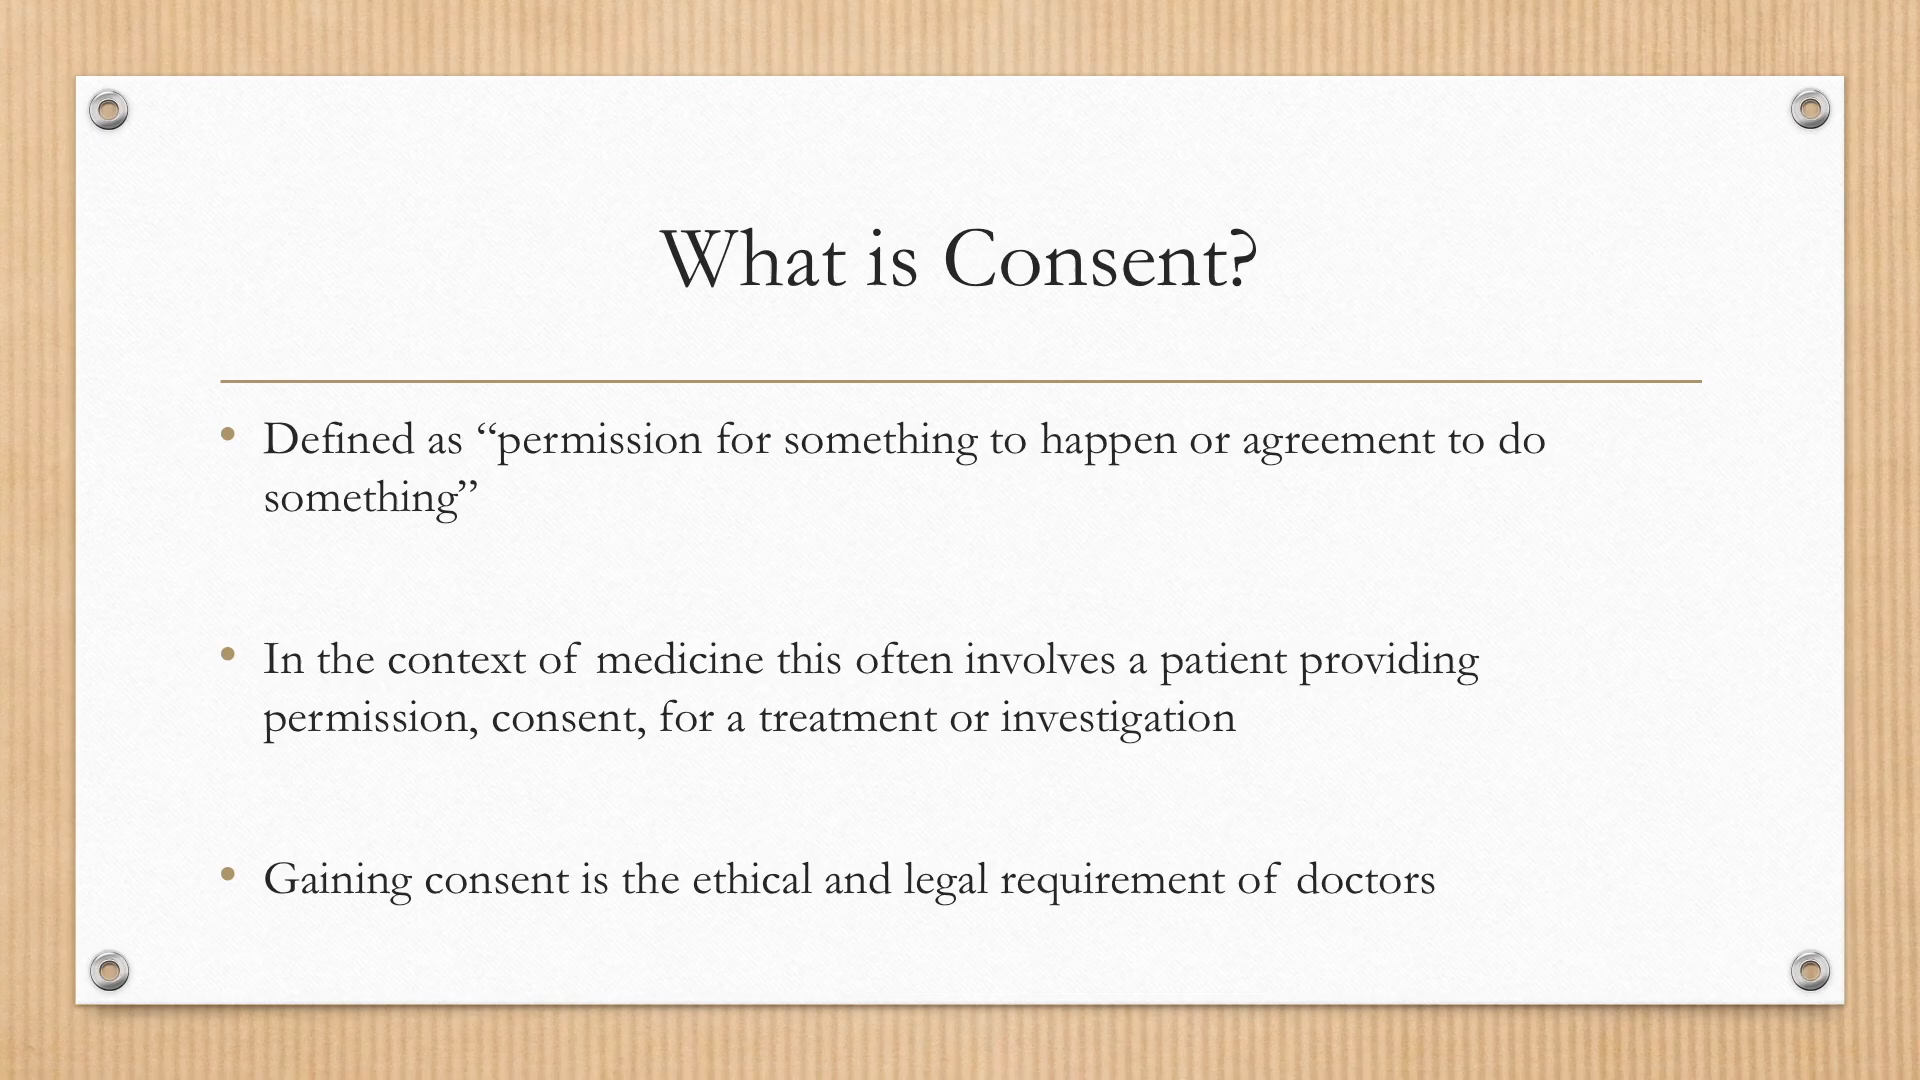 What is Consent?
• Defined as “permission for something to happen or agreement to do
something”
• In the context of medicine this often involves a patient providing
permission, consent, for a treatment or investigation
• Gaining consent is the ethical and legal requirement of doctors